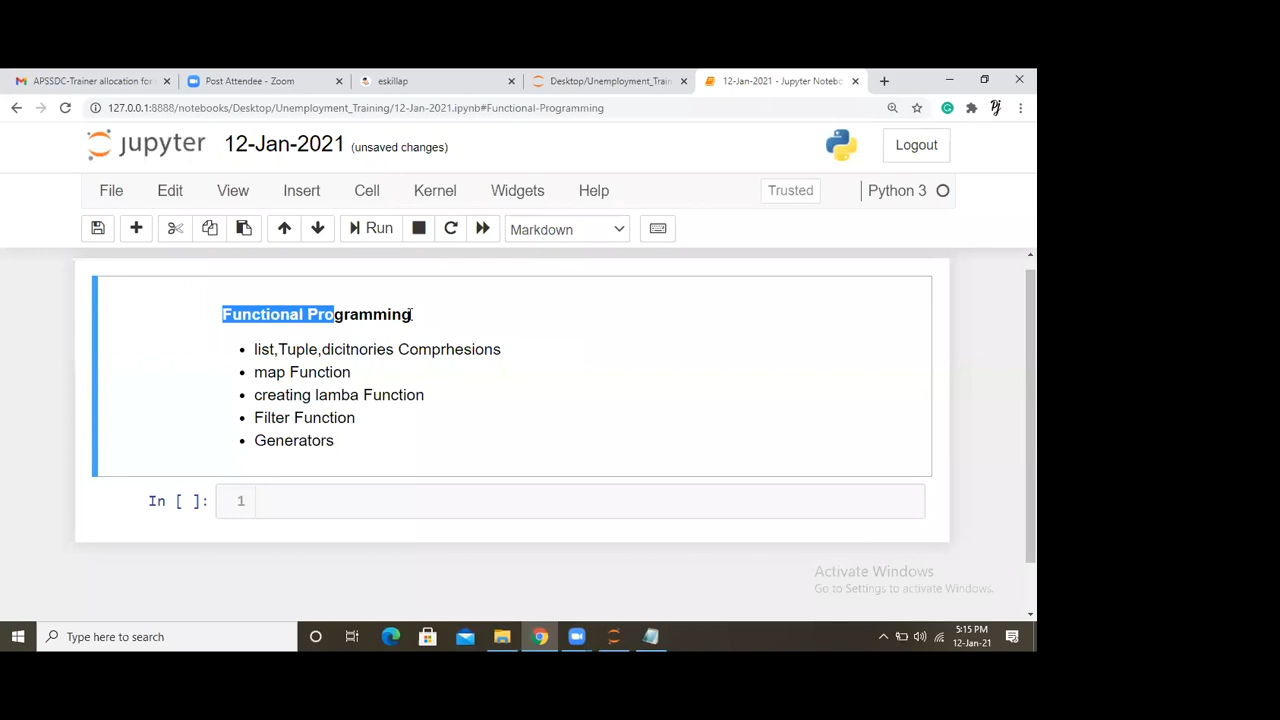 APSSDC-Trainer allocation for
Post Attendee - Zoom
eskillap
Desktop/Unemployment_Train
12-Jan-2021 - Jupyter Notebo
127.0.0.1:8888/notebooks/Desktop/Unemployment_Training/12-Jan-2021.ipynb#Functional-Programming
jupyter 12-Jan-2021 (unsaved changes)
Logout
File Edit View Insert Cell Kernel Widgets Help
Trusted
Python 3
Run
Markdown
Functional Programming
list,Tuple,dicitnories Comprhesions
map Function
creating lamba Function
Filter Function
Generators
In [ ]: 1
Activate Windows
Go to Settings to activate Windows.
Type here to search
5:15 PM
12-Jan-21